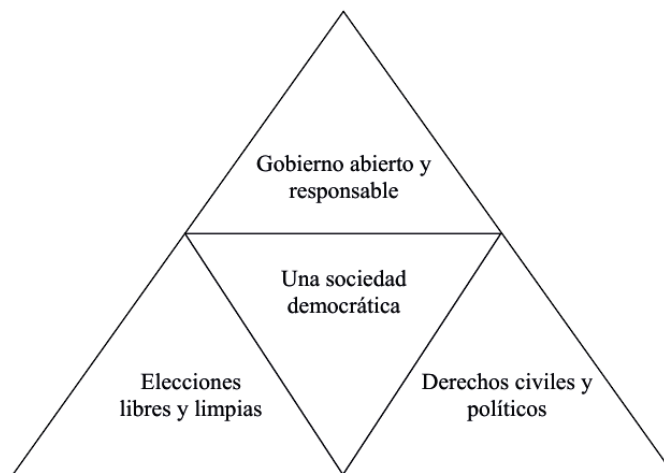 Gobierno abierto y
responsable
Una sociedad
democrática
Elecciones
libres y limpias
Derechos civiles y
políticos